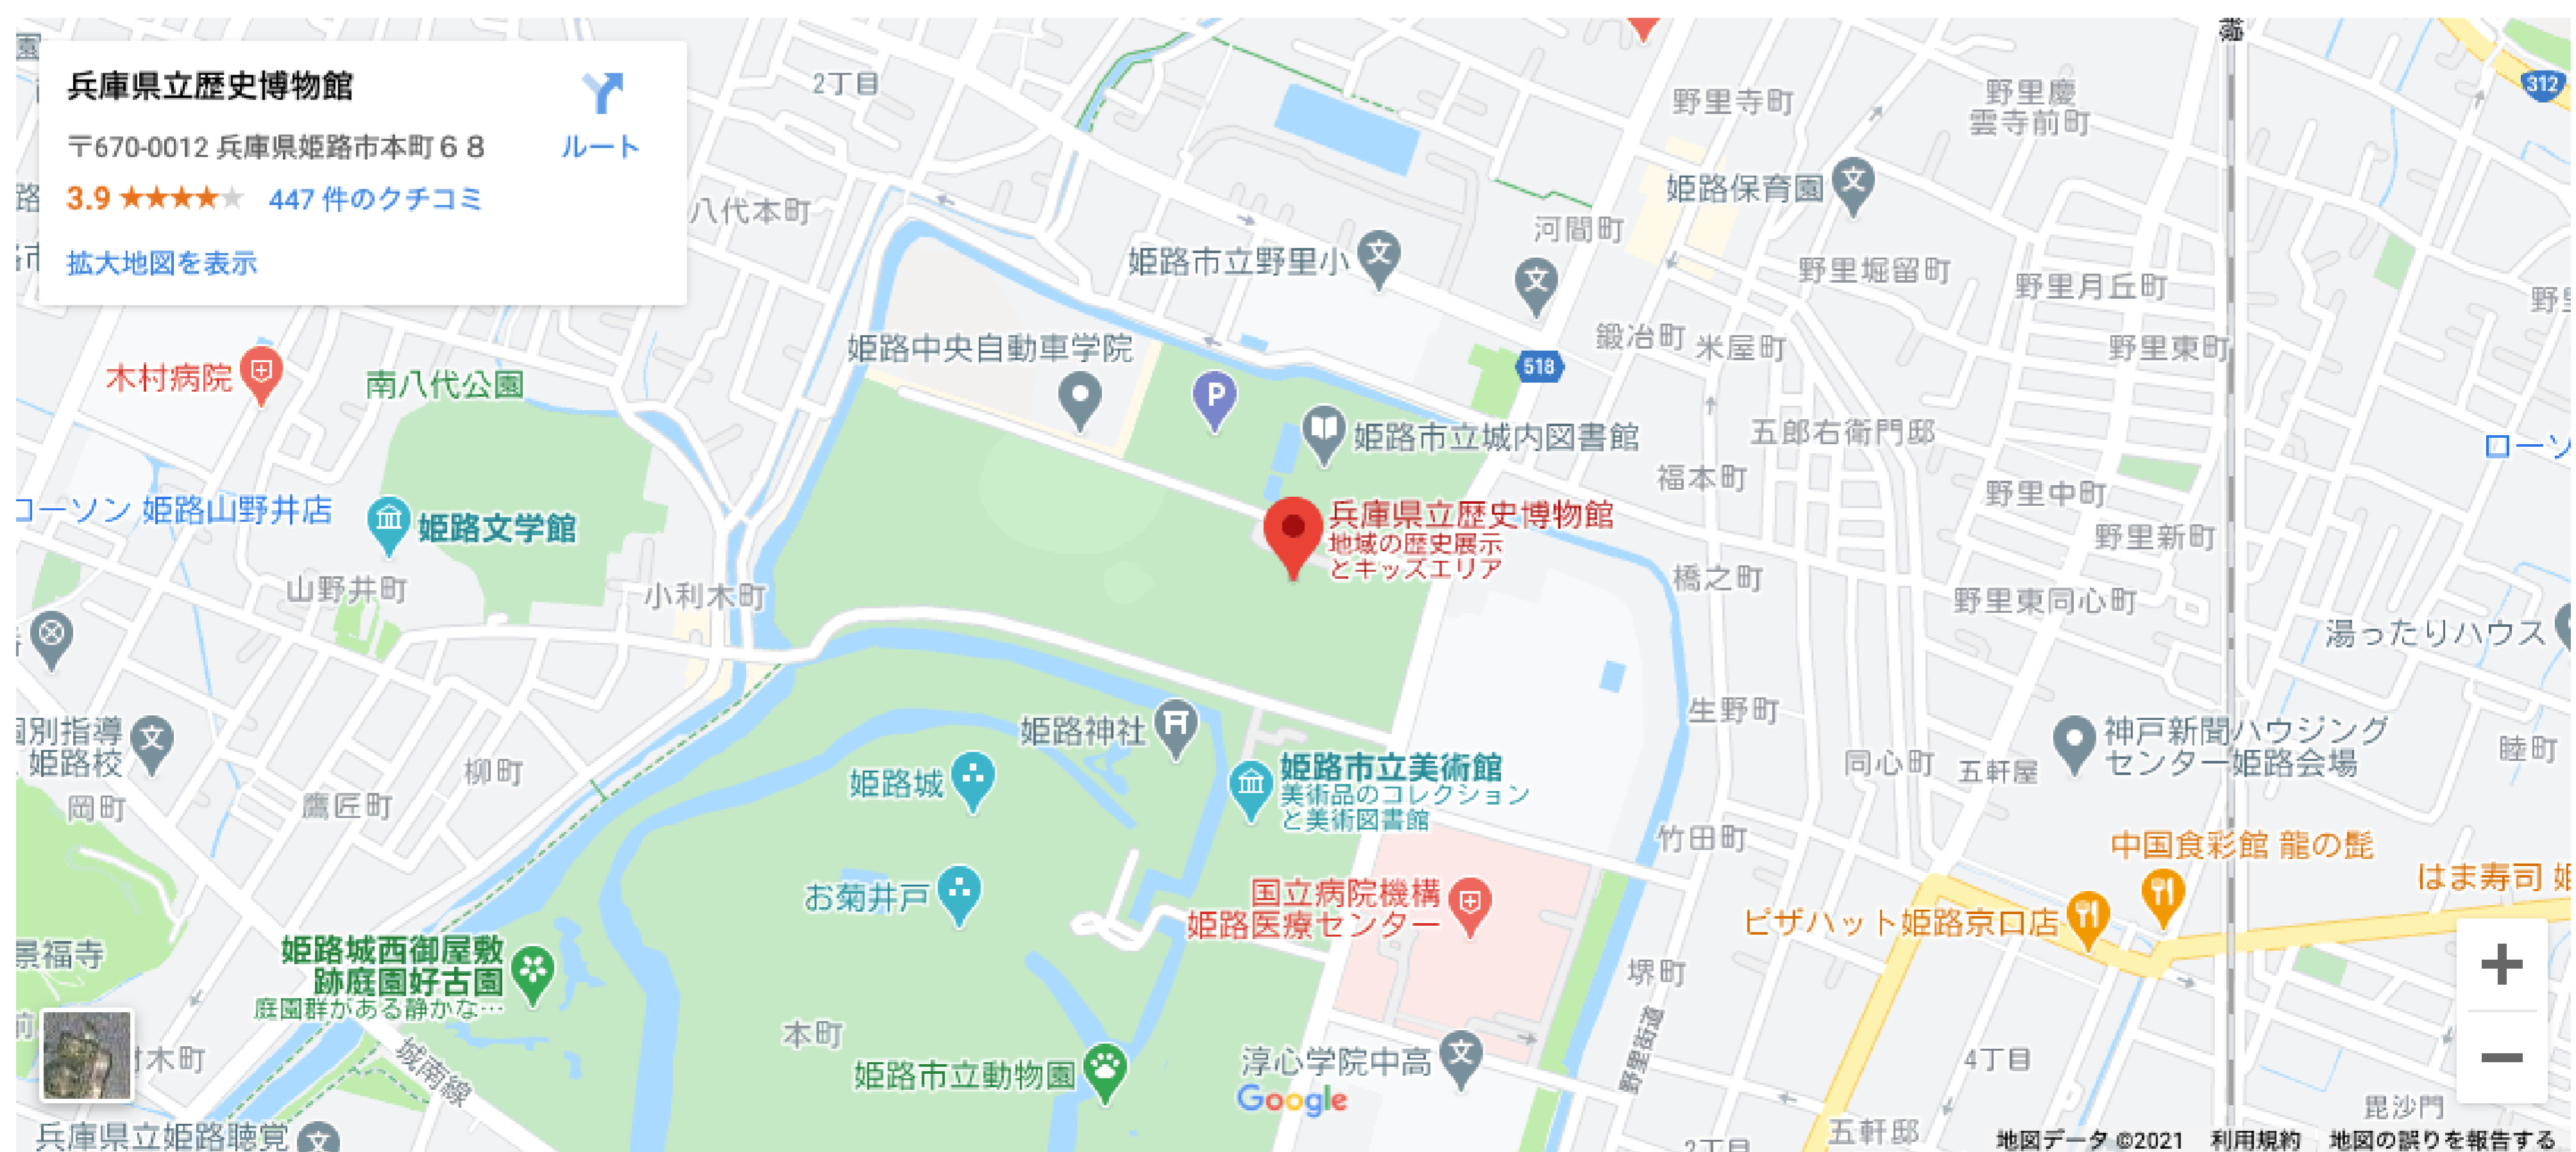 兵庫県立歴史博物館
〒670-0012 兵庫県姫路市本町６８
3.9
447 件のクチコミ
拡大地図を表示
ルート
2丁目
八代本町
野里寺町
野里慶
雲寺前町
312
姫路保育園
河間町
姫路市立野里小
野里堀留町
野里月丘町
鍛冶町
米屋町
野里東町
518
姫路中央自動車学院
P
木村病院
南八代公園
姫路市立城内図書館
五郎右衛門邸
福本町
野里中町
野里新町
ローソン 姫路山野井店
姫路文学館
兵庫県立歴史博物館
地域の歴史展示
とキッズエリア
山野井町
小利木町
橋之町
野里東同心町
湯ったりハウス
個別指導
姫路校
姫路神社
生野町
神戸新聞ハウジング
センター姫路会場
睦町
同心町
五軒屋
柳町
鷹匠町
岡町
姫路城
姫路市立美術館
美術品のコレクション
と美術図書館
竹田町
中国食彩館 龍の髭
はま寿司 姫
お菊井戸
国立病院機構
姫路医療センター
ピザハット姫路京口店
景福寺
姫路城西御屋敷
跡庭園好古園
庭園群がある静かな…
堺町
野里街道
本町
材木町
城南線
姫路市立動物園
淳心学院中高
4丁目
Google
毘沙門
兵庫県立姫路聴覚
2丁目
五軒邸
地図データ ©2021
利用規約
地図の誤りを報告する